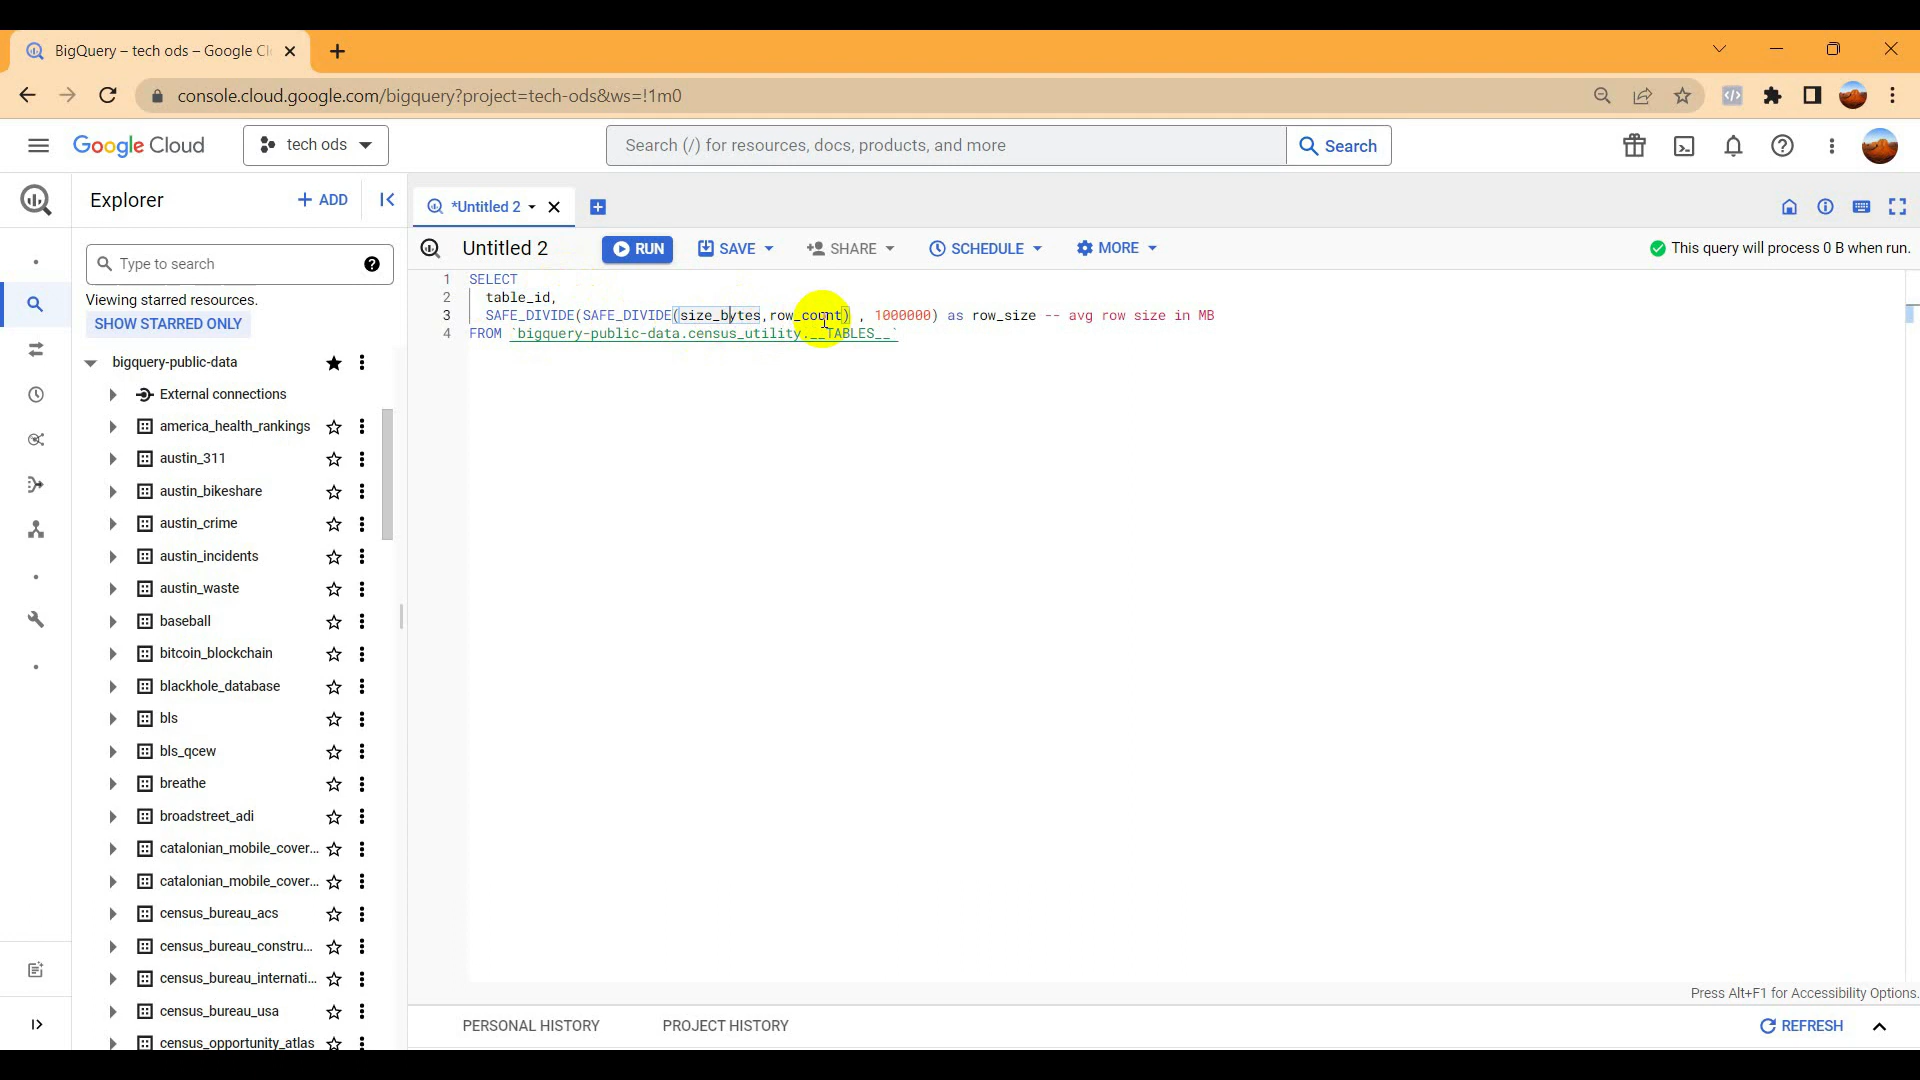 BigQuery – tech ods – Google Cl
console.cloud.google.com/bigquery?project=tech-ods&ws=!1m0
Google Cloud
tech ods
Search (/) for resources, docs, products, and more
Search
Explorer
+ ADD
*Untitled 2
Untitled 2
RUN
SAVE
SHARE
SCHEDULE
MORE
This query will process 0 B when run.
Type to search
Viewing starred resources.
SHOW STARRED ONLY
bigquery-public-data
External connections
america_health_rankings
austin_311
austin_bikeshare
austin_crime
austin_incidents
austin_waste
baseball
bitcoin_blockchain
blackhole_database
bls
bls_qcew
breathe
broadstreet_adi
catalonian_mobile_cover...
catalonian_mobile_cover...
census_bureau_acs
census_bureau_constru...
census_bureau_internati...
census_bureau_usa
census_opportunity_atlas
1 SELECT
2 table_id,
3 SAFE_DIVIDE(SAFE_DIVIDE(size_bytes,row_count) , 1000000) as row_size -- avg row size in MB
4 FROM `bigquery-public-data.census_utility.__TABLES__`
Press Alt+F1 for Accessibility Options.
PERSONAL HISTORY
PROJECT HISTORY
REFRESH